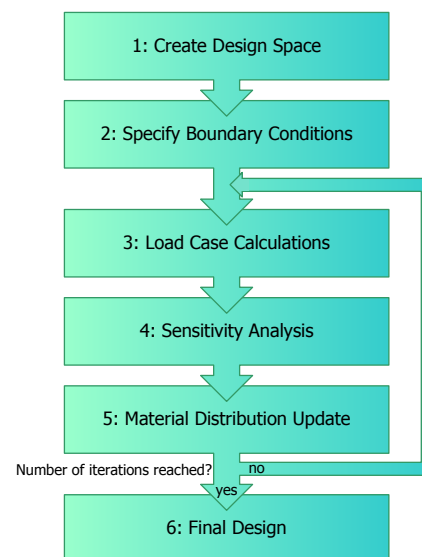 1: Create Design Space
2: Specify Boundary Conditions
3: Load Case Calculations
4: Sensitivity Analysis
5: Material Distribution Update
Number of iterations reached? no
yes
6: Final Design